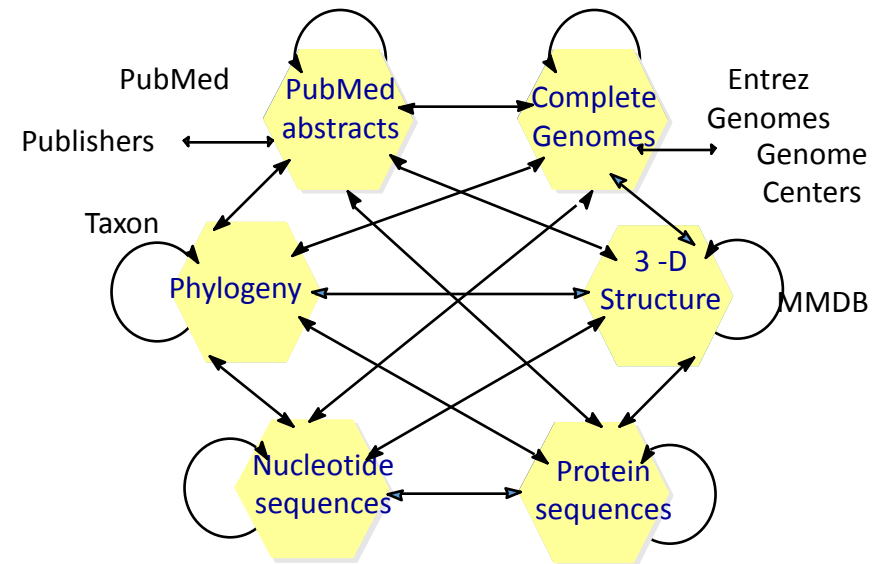 PubMed
PubMed
abstracts
Publishers
Complete
Genomes
Entrez
Genomes
Genome
Centers
Taxon
Phylogeny
3 -D
Structure
MMDB
Nucleotide
sequences
Protein
sequences